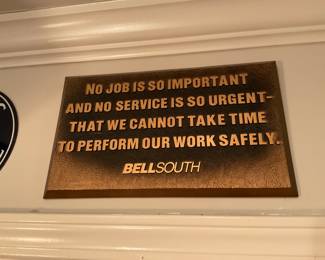 NO JOB IS SO IMPORTANT
AND NO SERVICE IS SO URGENT-
THAT WE CANNOT TAKE TIME
TO PERFORM OUR WORK SAFELY.
BELLSOUTH